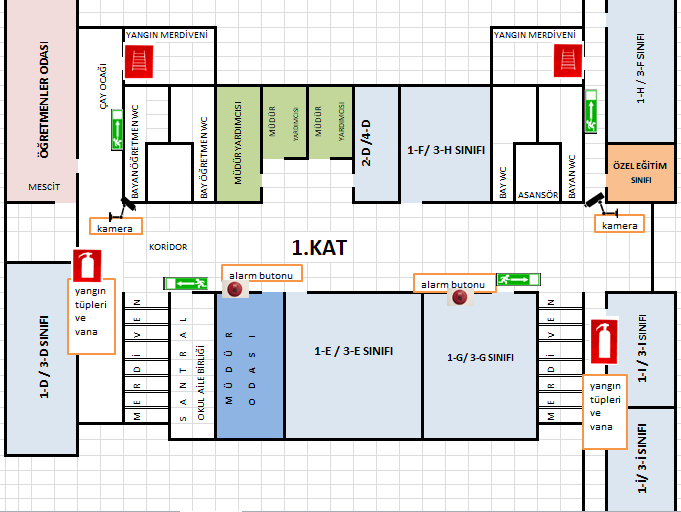 YANGIN MERDİVENİ
YANGIN MERDİVENİ
ÖĞRETMENLER ODASI
ÇAY OCAĞI
MESCİT
BAYAN ÖĞRETMEN WC
BAY ÖĞRETMEN WC
MÜDÜR YARDIMCISI
MÜDÜR
YARDIMCISI
MÜDÜR
YARDIMCISI
2-D /4-D
1-F/ 3-H SINIFI
BAY WC
ASANSÖR
BAYAN WC
1-H / 3-F SINIFI
ÖZEL EĞİTİM
SINIFI
kamera
kamera
KORİDOR
1.KAT
alarm butonu
alarm butonu
yangın
tüpleri
ve
vana
1-D / 3-D SINIFI
MERDİVEN
SANTRAL
OKUL AİLE BİRLİĞİ
MÜDÜR
ODASI
1-E / 3-E SINIFI
1-G/ 3-G SINIFI
MERDİVEN
yangın
tüpleri
ve
vana
1-I / 3-I SINIFI
1-İ/ 3-İ SINIFI